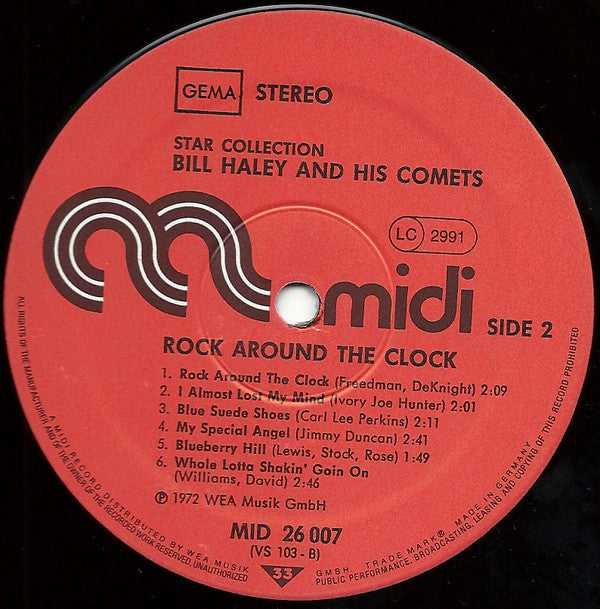 GEMA STEREO
STAR COLLECTION
BILL HALEY AND HIS COMETS
LC 2991
midi SIDE 2
ROCK AROUND THE CLOCK
1. Rock Around The Clock (Freedman, DeKnight) 2:09
2. I Almost Lost My Mind (Ivory Joe Hunter) 2:01
3. Blue Suede Shoes (Carl Lee Perkins) 2:11
4. My Special Angel (Jimmy Duncan) 2:41
5. Blueberry Hill (Lewis, Stock, Rose) 1:49
6. Whole Lotta Shakin' Goin On
(Williams, David) 2:46
℗ 1972 WEA Musik GmbH
MID 26 007
(VS 103 - B)
33
ALL RIGHTS OF THE MANUFACTURER AND OF THE OWNER OF THE RECORDED WORK RESERVED. UNAUTHORIZED PUBLIC PERFORMANCE, BROADCASTING, LEASING AND COPYING OF THIS RECORD PROHIBITED
A MIDI RECORD DISTRIBUTED BY WEA MUSIK GMBH. TRADE MARK® MADE IN GERMANY